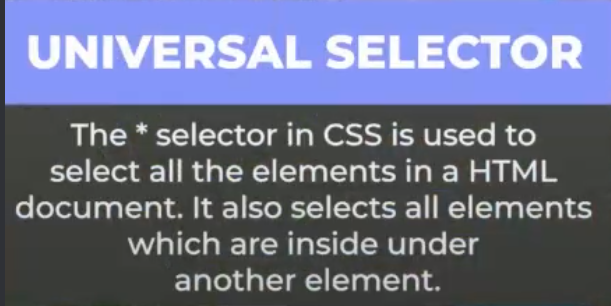 UNIVERSAL SELECTOR
The * selector in CSS is used to
select all the elements in a HTML
document. It also selects all elements
which are inside under
another element.